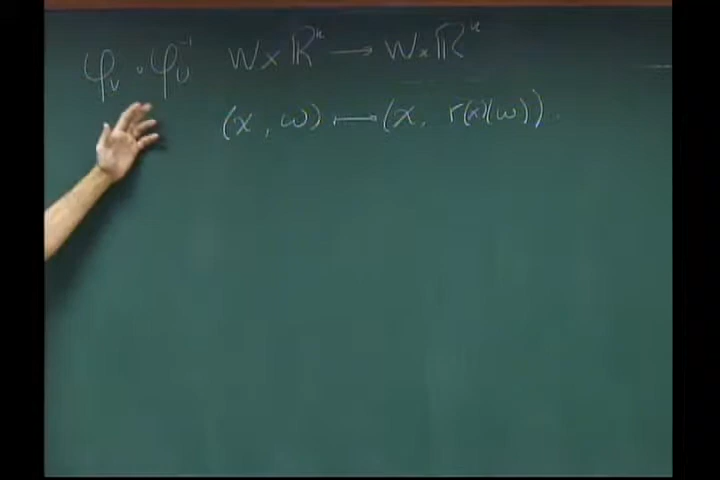 φ_V ∘ φ_U^{-1} W × ℝ^k → W × ℝ^k
(x, ω) ↦ (x, r(x)(ω)).